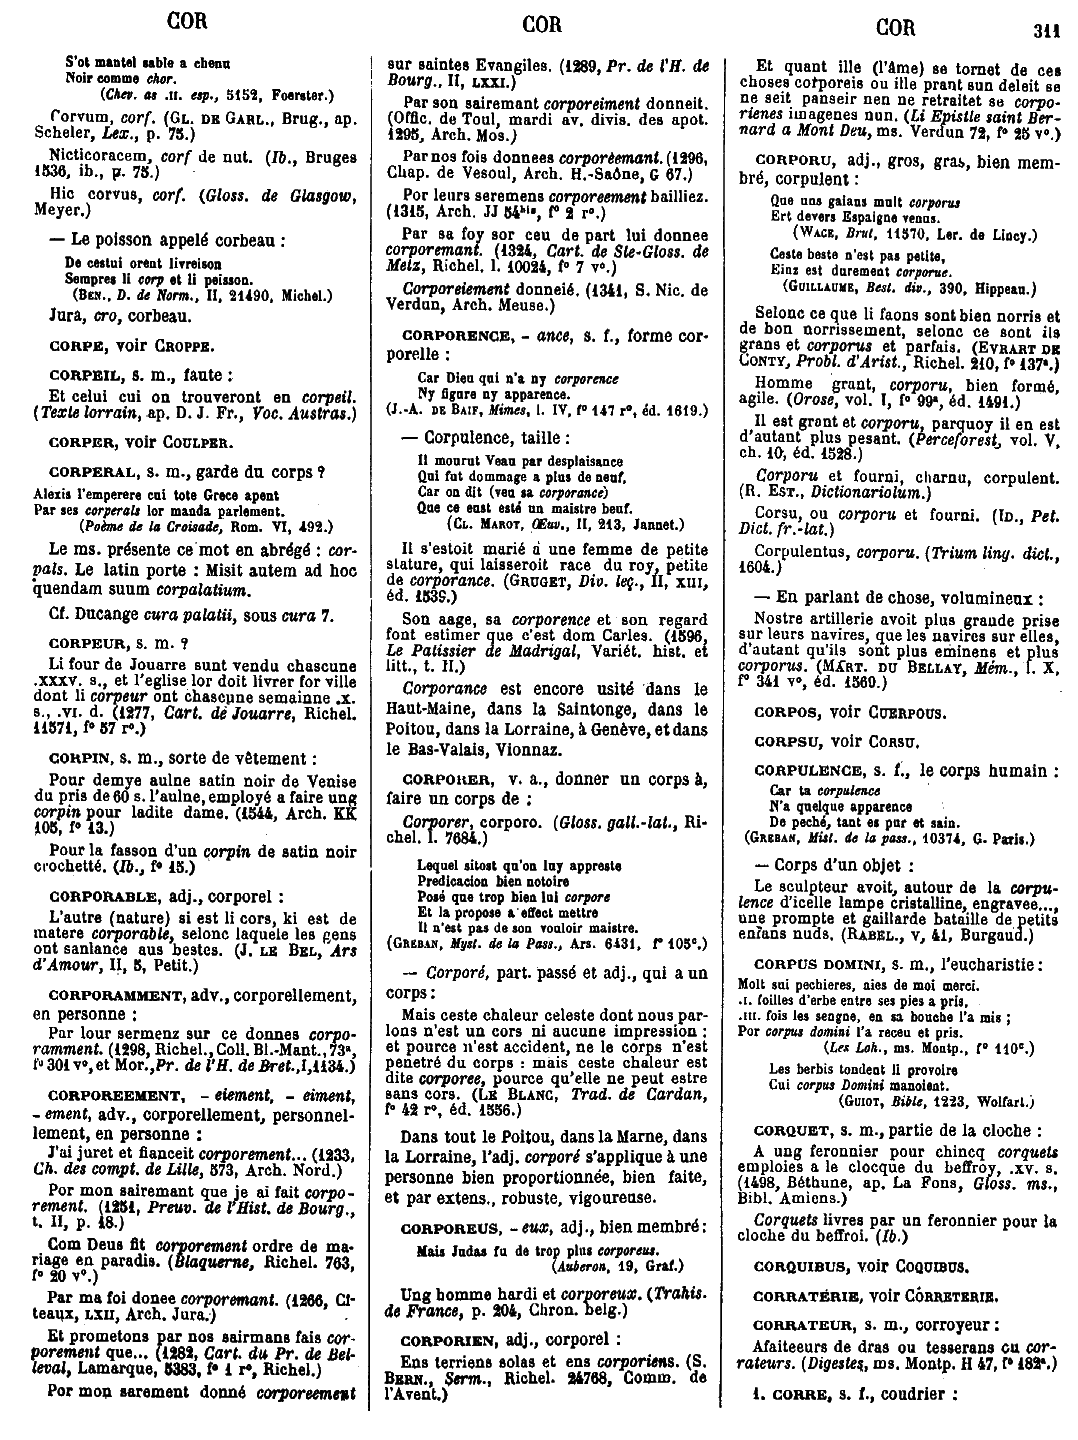 COR
COR
COR
311
S'ot mantel sable a chenu
Noir comme chor.
(Chev. as .II. esp., 5152, Foerster.)
Corvum, corf. (GL. DE GARL., Brug., ap.
Scheler, Lex., p. 75.)
Nicticoracem, corf de nut. (Ib., Bruges
1536, ib., p. 75.)
Hic corvus, corf. (Gloss. de Glasgow,
Meyer.)
— Le poisson appelé corbeau :
De cestui orent livreison
Sempres li corp et li peisson.
(BEN., D. de Norm., II, 21490, Michel.)
Jura, cro, corbeau.
CORPE, voir CROPPE.
CORPEIL, s. m., faute :
Et celui cui on trouveront en corpeil.
(Texte lorrain, ap. D. J. Fr., Voc. Austras.)
CORPER, voir COULPER.
CORPERAL, s. m., garde du corps ?
Alexis l'emperere cui tote Grece apent
Par ses corperals lor manda parlement.
(Poème de la Croisade, Rom. VI, 492.)
Le ms. présente ce mot en abrégé : cor-
pals. Le latin porte : Misit autem ad hoc
quendam suum corpalatium.
Cf. Ducange cura palatii, sous cura 7.
CORPEUR, s. m. ?
Li four de Jouarre sunt vendu chascune
.XXXV. s., et l'eglise lor doit livrer for ville
dont li corpeur ont chascune semainne .x.
s., .VI. d. (1277, Cart. de Jouarre, Richel.
11571, f° 57 r°.)
CORPIN, s. m., sorte de vêtement :
Pour demye aulne satin noir de Venise
du pris de 60 s. l'aulne, employé a faire ung
corpin pour ladite dame. (1544, Arch. KK
105, f° 13.)
Pour la fasson d'un corpin de satin noir
crochetté. (Ib., f° 15.)
CORPORABLE, adj., corporel :
L'autre (nature) si est li cors, ki est de
matere corporable, selonc laquele les gens
ont sanlance aus bestes. (J. LE BEL, Ars
d'Amour, II, 5, Petit.)
CORPORAMMENT, adv., corporellement,
en personne :
Par lour sermenz sur ce donnes corpo-
ramment. (1298, Richel., Coll. Bl.-Mant., 73ª,
f° 301 v°, et Mor., Pr. de l'H. de Bret., I, 1134.)
CORPOREEMENT, - eiement, - eiment,
- ement, adv., corporellement, personnel-
lement, en personne :
J'ai juret et fianceit corporement... (1233,
Ch. des compt. de Lille, 573, Arch. Nord.)
Por mon sairemant que je ai fait corpo-
rement. (1251, Preuv. de l'Hist. de Bourg.,
t. II, p. 18.)
Com Deus fit corporement ordre de ma-
riage en paradis. (Blaquerne, Richel. 763,
f° 20 v°.)
Par ma foi donee corporemant. (1266, Ci-
teaux, LXII, Arch. Jura.)
Et prometons par nos sairmans fais cor-
porement que... (1282, Cart. du Pr. de Bel-
leval, Lamarque, 5383, f° 1 r°, Richel.)
Por mon sarement donné corporeement
sur saintes Evangiles. (1289, Pr. de l'H. de
Bourg., II, LXXI.)
Par son sairemant corporeiment donneit.
(Offic. de Toul, mardi av. divis. des apot.
1295, Arch. Mos.)
Par nos fois donnees corporéemant. (1296,
Chap. de Vesoul, Arch. H.-Saône, G 67.)
Por leurs seremens corporeement bailliez.
(1315, Arch. JJ 54bis, f° 2 r°.)
Par sa foy sor ceu de part lui donnee
corporemant. (1324, Cart. de Ste-Gloss. de
Metz, Richel. l. 10024, f° 7 v°.)
Corporeiement donneié. (1341, S. Nic. de
Verdun, Arch. Meuse.)
CORPORENCE, - ance, s. f., forme cor-
porelle :
Car Dieu qui n'a ny corporence
Ny figure ny apparence.
(J.-A. DE BAIF, Mimes, l. IV, f° 147 r°, éd. 1619.)
— Corpulence, taille :
Il mourut Veau par desplaisance
Qui fut dommage a plus de neuf,
Car on dit (veu sa corporance)
Que ce eust esté un maistre beuf.
(CL. MAROT, Œuv., II, 213, Jannet.)
Il s'estoit marié à une femme de petite
stature, qui laisseroit race du roy, petite
de corporance. (GRUGET, Div. leç., II, XIII,
éd. 1539.)
Son aage, sa corporence et son regard
font estimer que c'est dom Carles. (1596,
Le Patissier de Madrigal, Variét. hist. et
litt., t. II.)
Corporance est encore usité dans le
Haut-Maine, dans la Saintonge, dans le
Poitou, dans la Lorraine, à Genève, et dans
le Bas-Valais, Vionnaz.
CORPORER, v. a., donner un corps à,
faire un corps de :
Corporer, corporo. (Gloss. gall.-lat., Ri-
chel. l. 7684.)
Lequel sitost qu'on luy appreste
Predicacion bien notoire
Posé que trop bien lui corpore
Et la propose a effect mettre
Il n'est pas de son vouloir maistre.
(GREBAN, Myst. de la Pass., Ars. 6431, f° 105ᶜ.)
— Corporé, part. passé et adj., qui a un
corps :
Mais ceste chaleur celeste dont nous par-
lons n'est un cors ni aucune impression ;
et pource n'est accident, ne le corps n'est
penetré du corps : mais ceste chaleur est
dite corporee, pource qu'elle ne peut estre
sans cors. (LE BLANC, Trad. de Cardan,
f° 42 r°, éd. 1556.)
Dans tout le Poitou, dans la Marne, dans
la Lorraine, l'adj. corporé s'applique à une
personne bien proportionnée, bien faite,
et par extens., robuste, vigoureuse.
CORPOREUS, - eux, adj., bien membré :
Mais Judas fu de trop plus corporeus.
(Auberon, 19, Graf.)
Ung homme hardi et corporeux. (Trahis.
de France, p. 204, Chron. belg.)
CORPORIEN, adj., corporel :
Ens terriens solas et ens corporiens. (S.
BERN., Serm., Richel. 24768, Comm. de
l'Avent.)
Et quant ille (l'âme) se tornet de ces
choses corporeis ou ille prant sun deleit se
ne seit panseir nen ne retraitet se corpo-
rienes imagenes nun. (Li Epistle saint Ber-
nard a Mont Deu, ms. Verdun 72, f° 25 v°.)
CORPORU, adj., gros, gras, bien mem-
bré, corpulent :
Que uns gaians mult corporus
Ert devers Espaigne venus.
(WACE, Brut, 11570, Ler. de Lincy.)
Ceste beste n'est pas petite,
Einz est durement corporue.
(GUILLAUME, Best. div., 390, Hippeau.)
Selonc ce que li faons sont bien norris et
de bon norrissement, selonc ce sont ils
grans et corporus et parfais. (EVRART DE
CONTY, Probl. d'Arist., Richel. 210, f° 137ª.)
Homme grant, corporu, bien formé,
agile. (Orose, vol. I, f° 99ª, éd. 1491.)
Il est grant et corporu, parquoy il en est
d'autant plus pesant. (Perceforest, vol. V,
ch. 10, éd. 1528.)
Corporu et fourni, charnu, corpulent.
(R. EST., Dictionariolum.)
Corsu, ou corporu et fourni. (ID., Pet.
Dict. fr.-lat.)
Corpulentus, corporu. (Trium ling. dict.,
1604.)
— En parlant de chose, volumineux :
Nostre artillerie avoit plus grande prise
sur leurs navires, que les navires sur elles,
d'autant qu'ils sont plus eminens et plus
corporus. (MART. DU BELLAY, Mém., l. X,
f° 341 v°, éd. 1569.)
CORPOS, voir CUERPOUS.
CORPSU, voir CORSU.
CORPULENCE, s. f., le corps humain :
Car ta corpulence
N'a quelque apparence
De peché, tant es pur et sain.
(GREBAN, Mist. de la pass., 10374, G. Paris.)
— Corps d'un objet :
Le sculpteur avoit, autour de la corpu-
lence d'icelle lampe cristalline, engravee...,
une prompte et gaillarde bataille de petits
enfans nuds. (RABEL., V, 41, Burgaud.)
CORPUS DOMINI, s. m., l'eucharistie :
Molt sui pechieres, aies de moi merci.
.I. foilles d'erbe entre ses pies a pris,
.III. fois les sengne, en sa bouche l'a mis ;
Por corpus domini l'a receu et pris.
(Les Loh., ms. Montp., f° 110ᶜ.)
Les berbis tondent li provoire
Cui corpus Domini manoient.
(GUIOT, Bible, 1223, Wolfart.)
CORQUET, s. m., partie de la cloche :
A ung feronnier pour chincq corquets
emploies a le clocque du beffroy, .xv. s.
(1498, Béthune, ap. La Fons, Gloss. ms.,
Bibl. Amiens.)
Corquets livres par un feronnier pour la
cloche du beffroi. (Ib.)
CORQUIBUS, voir COQUIBUS.
CORRATÉRIE, voir CÔRRETERIE.
CORRATEUR, s. m., corroyeur :
Afaiteeurs de dras ou tesserans ou cor-
rateurs. (Digestes, ms. Montp. H 47, f° 182ª.)
1. CORRE, s. f., coudrier :